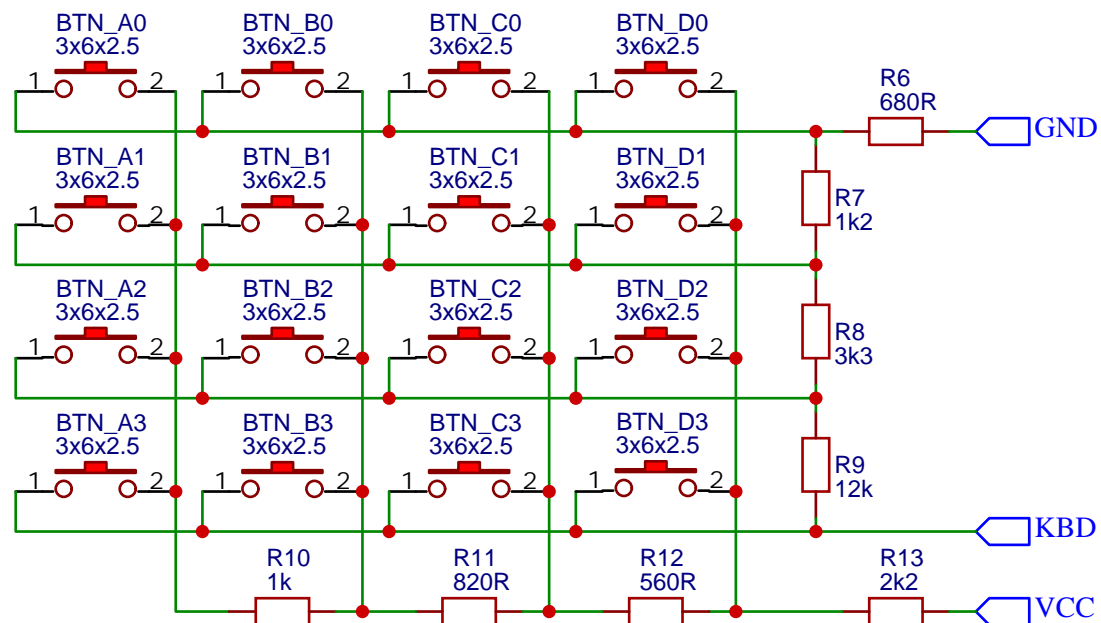 BTN_A0
3x6x2.5
1 2
BTN_B0
3x6x2.5
1 2
BTN_C0
3x6x2.5
1 2
BTN_D0
3x6x2.5
1 2
R6
680R
GND
BTN_A1
3x6x2.5
1 2
BTN_B1
3x6x2.5
1 2
BTN_C1
3x6x2.5
1 2
BTN_D1
3x6x2.5
1 2
R7
1k2
BTN_A2
3x6x2.5
1 2
BTN_B2
3x6x2.5
1 2
BTN_C2
3x6x2.5
1 2
BTN_D2
3x6x2.5
1 2
R8
3k3
BTN_A3
3x6x2.5
1 2
BTN_B3
3x6x2.5
1 2
BTN_C3
3x6x2.5
1 2
BTN_D3
3x6x2.5
1 2
R9
12k
KBD
R10
1k
R11
820R
R12
560R
R13
2k2
VCC